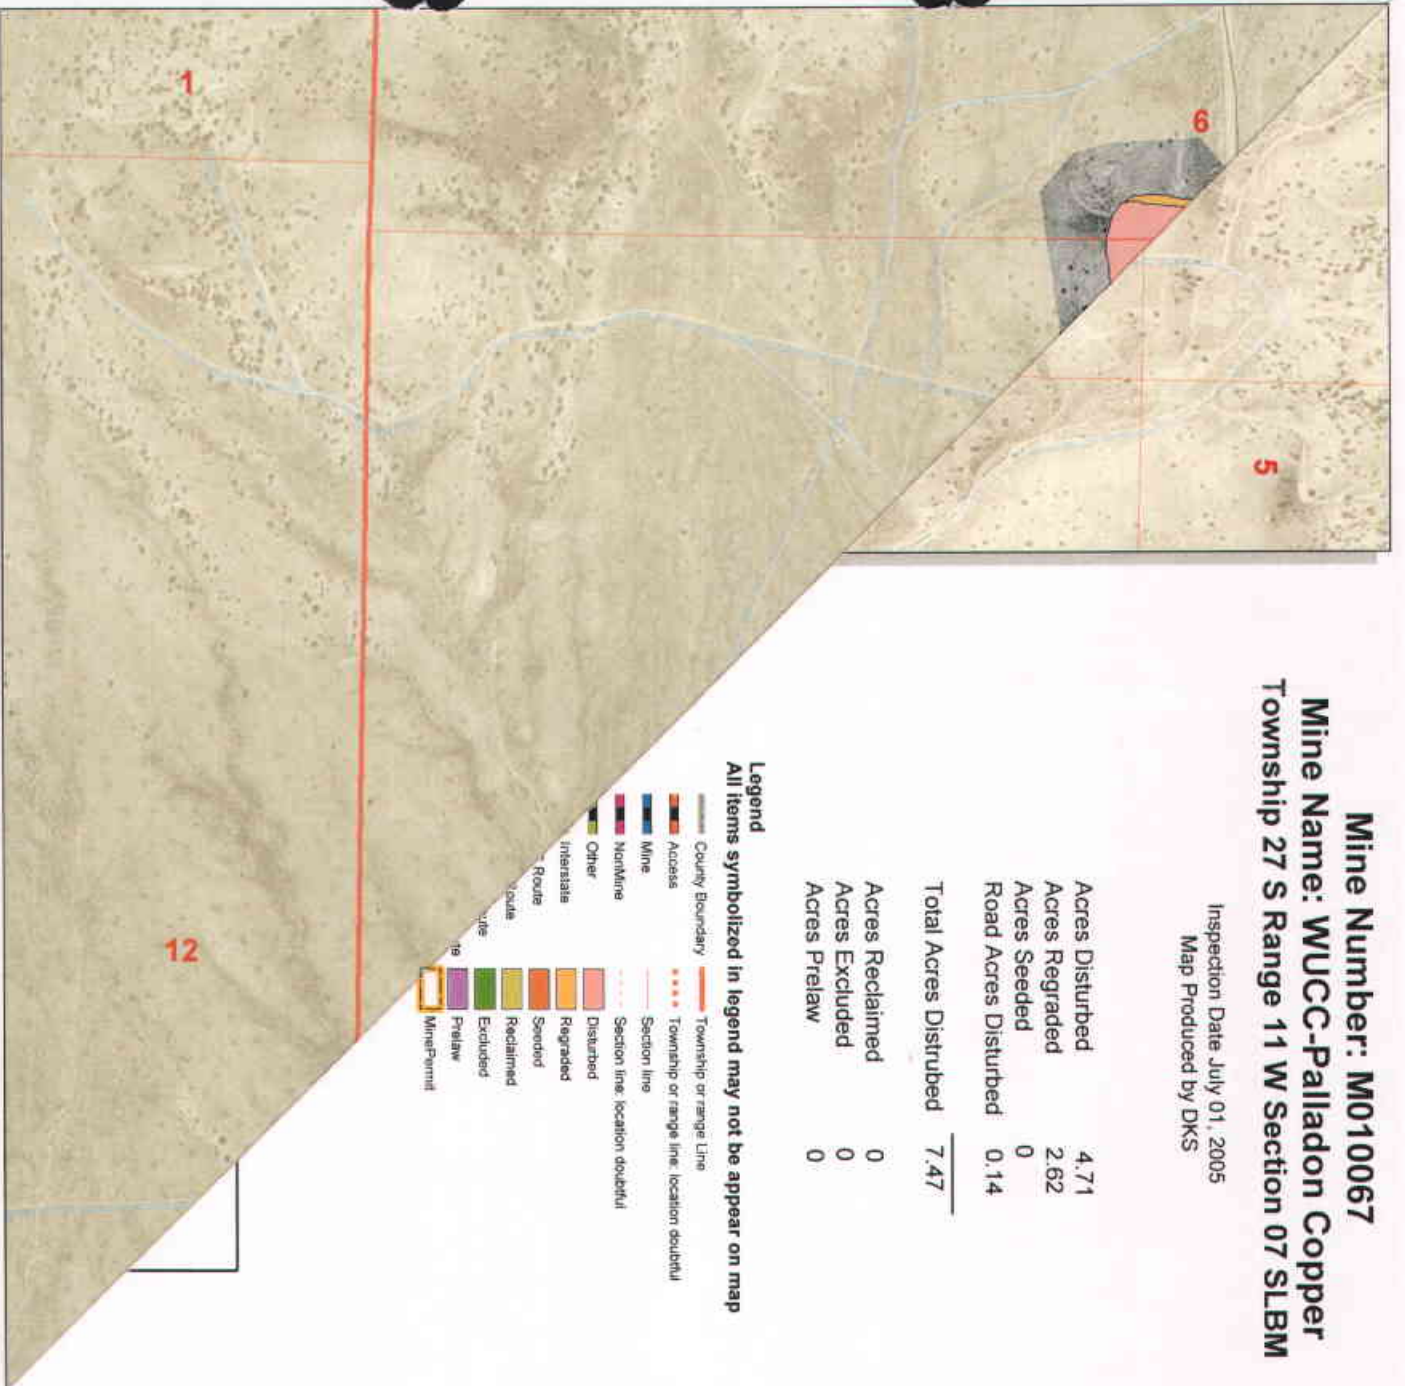 Mine Number: M010067
Mine Name: WUCC-Palladon Copper
Township 27 S Range 11 W Section 07 SLBM
Inspection Date July 01, 2005
Map Produced by DKS
Acres Disturbed 4.71
Acres Regraded 2.62
Acres Seeded 0
Road Acres Disturbed 0.14
Total Acres Distrubed 7.47
Acres Reclaimed 0
Acres Excluded 0
Acres Prelaw 0
Legend
All items symbolized in legend may not be appear on map
County Boundary
Access
Mine
NonMine
Other
Interstate
Route
Township or range Line
Township or range line: location doubtful
Section line
Section line: location doubtful
Disturbed
Regraded
Seeded
Reclaimed
Excluded
Prelaw
MinePermit
5
6
1
12